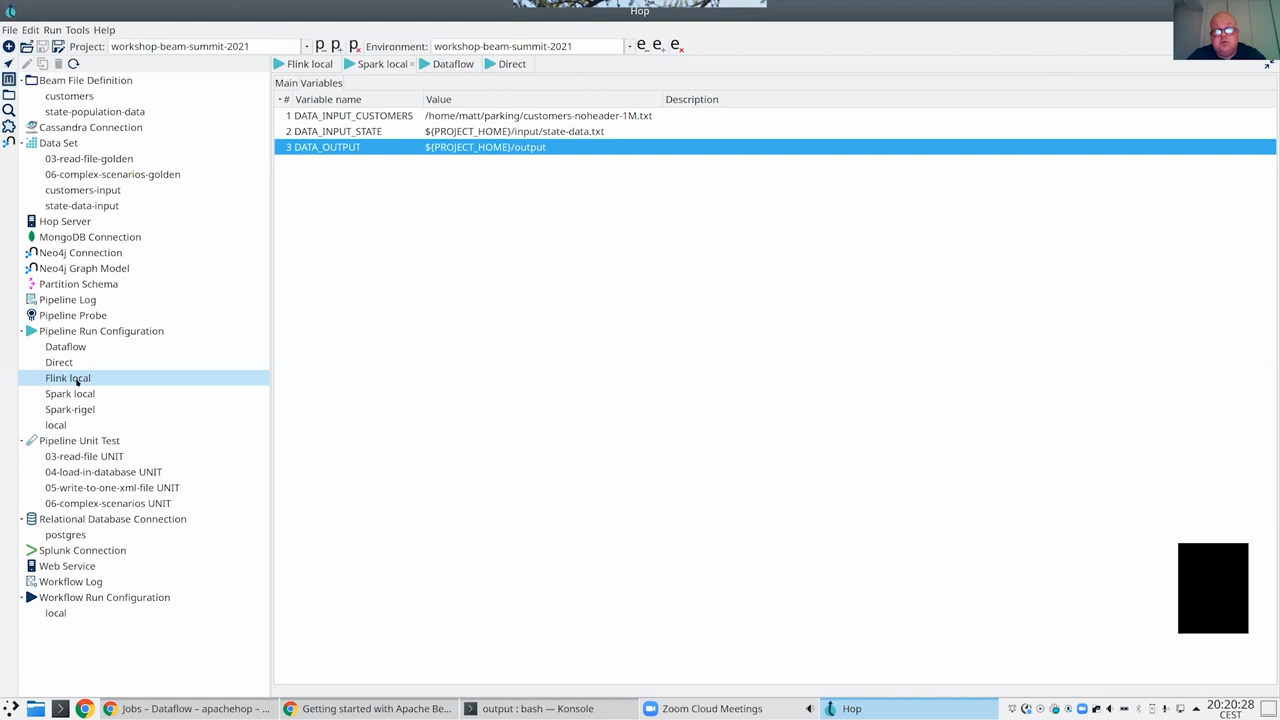 Hop
File Edit Run Tools Help
Project: workshop-beam-summit-2021 Environment: workshop-beam-summit-2021
Flink local Spark local Dataflow Direct
Main Variables
# Variable name Value Description
1 DATA_INPUT_CUSTOMERS /home/matt/parking/customers-noheader-1M.txt
2 DATA_INPUT_STATE ${PROJECT_HOME}/input/state-data.txt
3 DATA_OUTPUT ${PROJECT_HOME}/output
Beam File Definition
customers
state-population-data
Cassandra Connection
Data Set
03-read-file-golden
06-complex-scenarios-golden
customers-input
state-data-input
Hop Server
MongoDB Connection
Neo4j Connection
Neo4j Graph Model
Partition Schema
Pipeline Log
Pipeline Probe
Pipeline Run Configuration
Dataflow
Direct
Flink local
Spark local
Spark-rigel
local
Pipeline Unit Test
03-read-file UNIT
04-load-in-database UNIT
05-write-to-one-xml-file UNIT
06-complex-scenarios UNIT
Relational Database Connection
postgres
Splunk Connection
Web Service
Workflow Log
Workflow Run Configuration
local
Jobs – Dataflow – apachehop – ... Getting started with Apache Be... output : bash — Konsole Zoom Cloud Meetings Hop 20:20:28
CEST